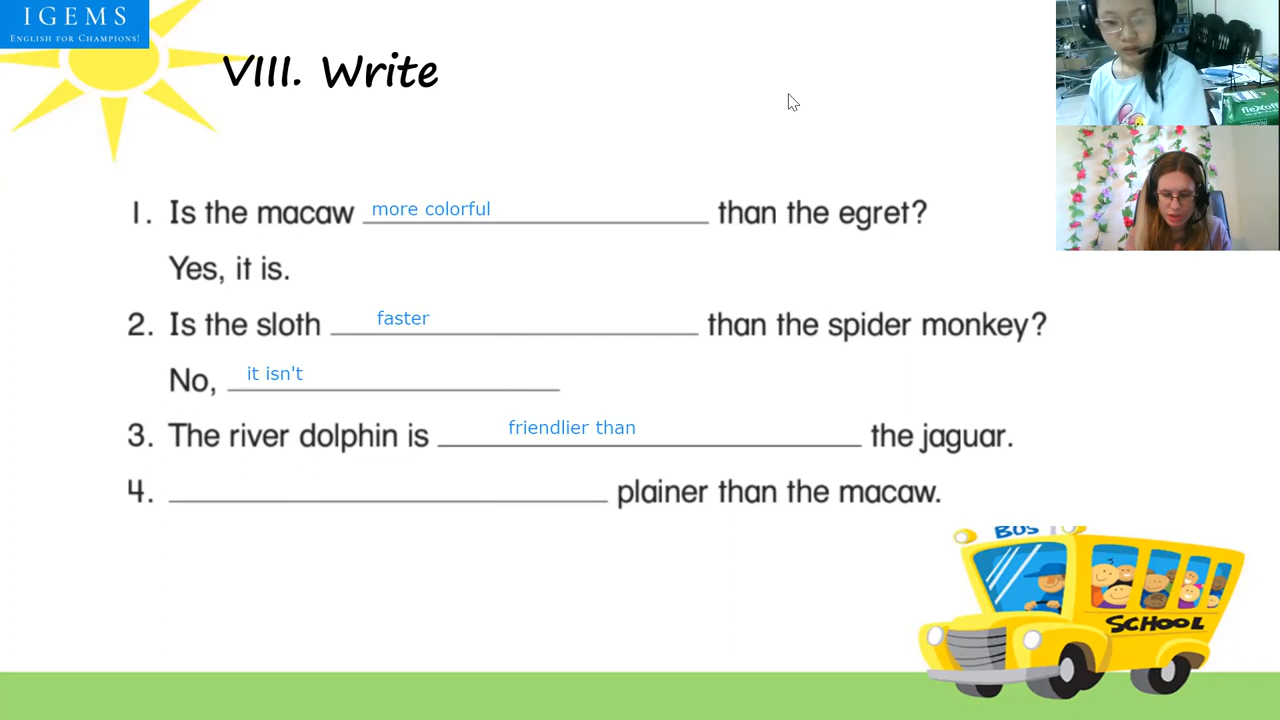 IGEMS
ENGLISH FOR CHAMPIONS!
VIII. Write
1. Is the macaw more colorful than the egret?
Yes, it is.
2. Is the sloth faster than the spider monkey?
No, it isn't
3. The river dolphin is friendlier than the jaguar.
4. plainer than the macaw.
BUS
SCHOOL
flexoff